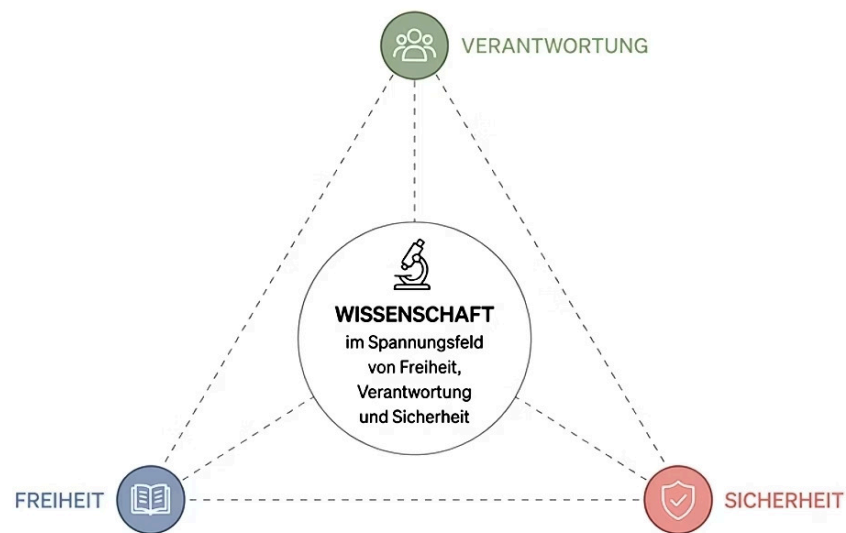 VERANTWORTUNG
WISSENSCHAFT
im Spannungsfeld
von Freiheit,
Verantwortung
und Sicherheit
FREIHEIT
SICHERHEIT